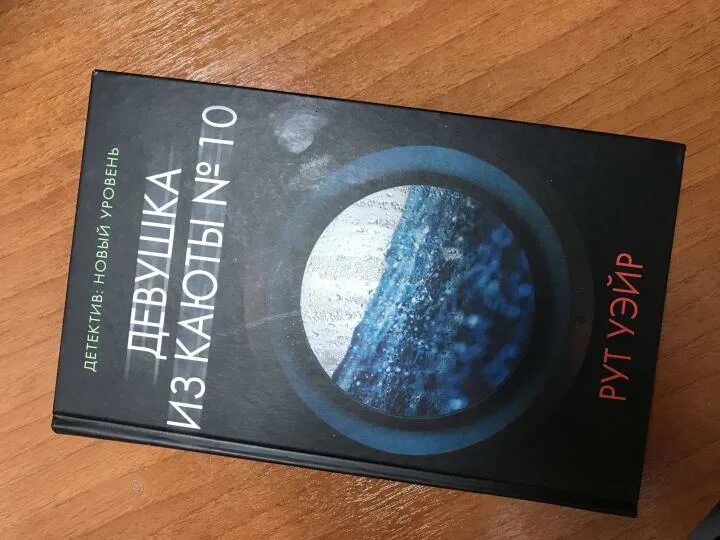 ДЕТЕКТИВ: НОВЫЙ УРОВЕНЬ
ДЕВУШКА
ИЗ КАЮТЫ № 10
РУТ УЭЙР